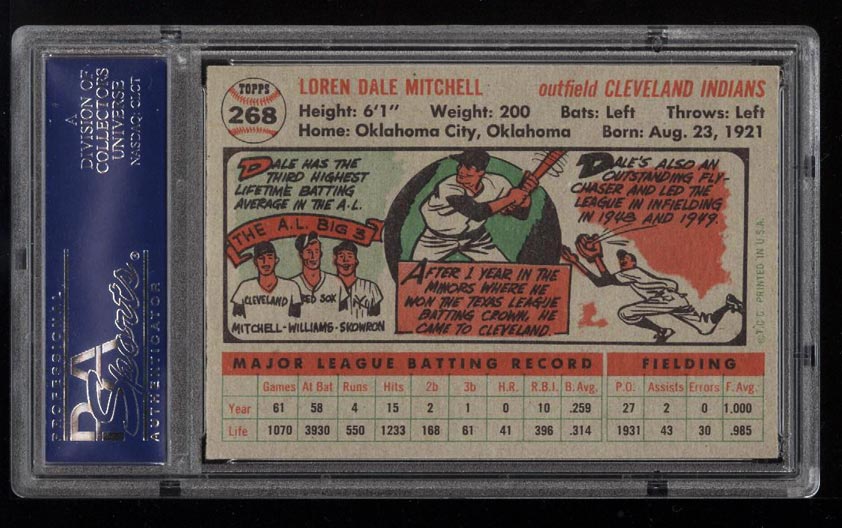 A
DIVISION OF
COLLECTORS
UNIVERSE
NASDAQ: CLCT
PROFESSIONAL
PSA
Sports
®
AUTHENTICATOR
TOPPS
268
LOREN DALE MITCHELL outfield CLEVELAND INDIANS
Height: 6'1" Weight: 200 Bats: Left Throws: Left
Home: Oklahoma City, Oklahoma Born: Aug. 23, 1921
DALE HAS THE
THIRD HIGHEST
LIFETIME BATTING
AVERAGE IN THE A.L.
THE A.L. BIG 3
CLEVELAND RED SOX NY
MITCHELL-WILLIAMS-SKOWRON
AFTER 1 YEAR IN THE
MINORS WHERE HE
WON THE TEXAS LEAGUE
BATTING CROWN, HE
CAME TO CLEVELAND.
DALE'S ALSO AN
OUTSTANDING FLY-
CHASER AND LED THE
LEAGUE IN INFIELDING
IN 1948 AND 1949.
©T.C.G. PRINTED IN U.S.A.
MAJOR LEAGUE BATTING RECORD FIELDING
Games At Bat Runs Hits 2b 3b H.R. R.B.I. B. Avg. P.O. Assists Errors F. Avg.
Year 61 58 4 15 2 1 0 10 .259 27 2 0 1.000
Life 1070 3930 550 1233 168 61 41 396 .314 1931 43 30 .985